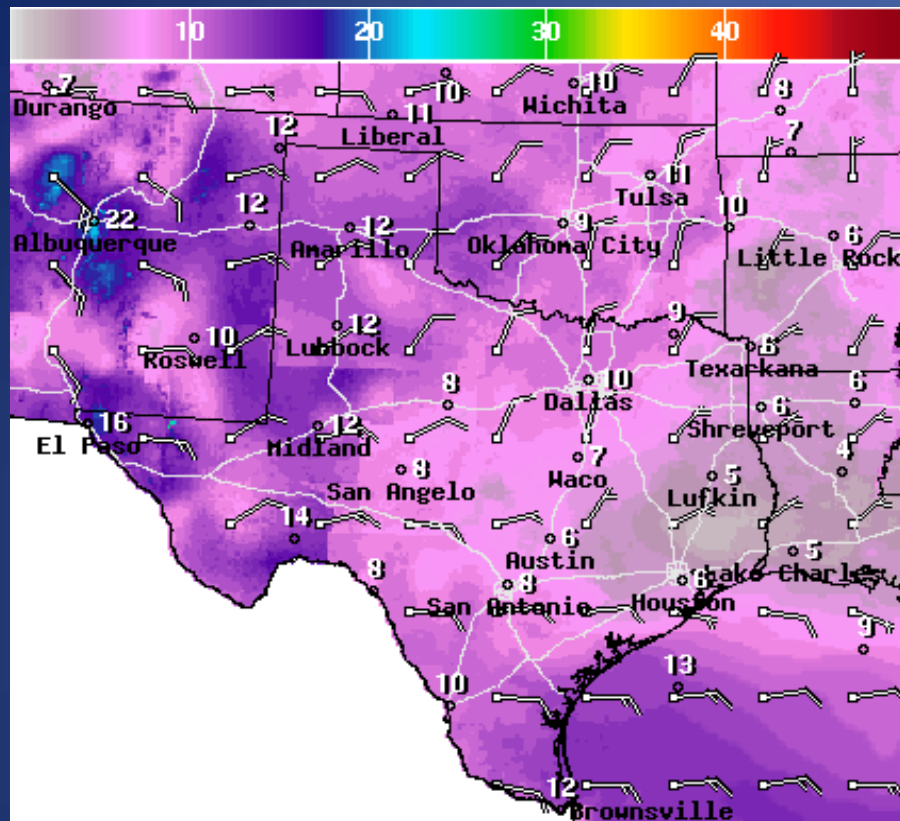 10 20 30 40
7 10 10 8
Durango Wichita
11
Liberal
12 7
11
Tulsa
22 12 12 9 10 6
Albuquerque Amarillo Oklahoma City Little Rock
10 12 9 6
Roswell Lubbock Texarkana
8 10 6
Dallas
16 12 6
El Paso Midland Shreveport
8 7 5 4
San Angelo Waco Lufkin
14 6 5
Austin
8 8 6 Lake Charles
San Antonio Houston
9
13
10
12
Brownsville